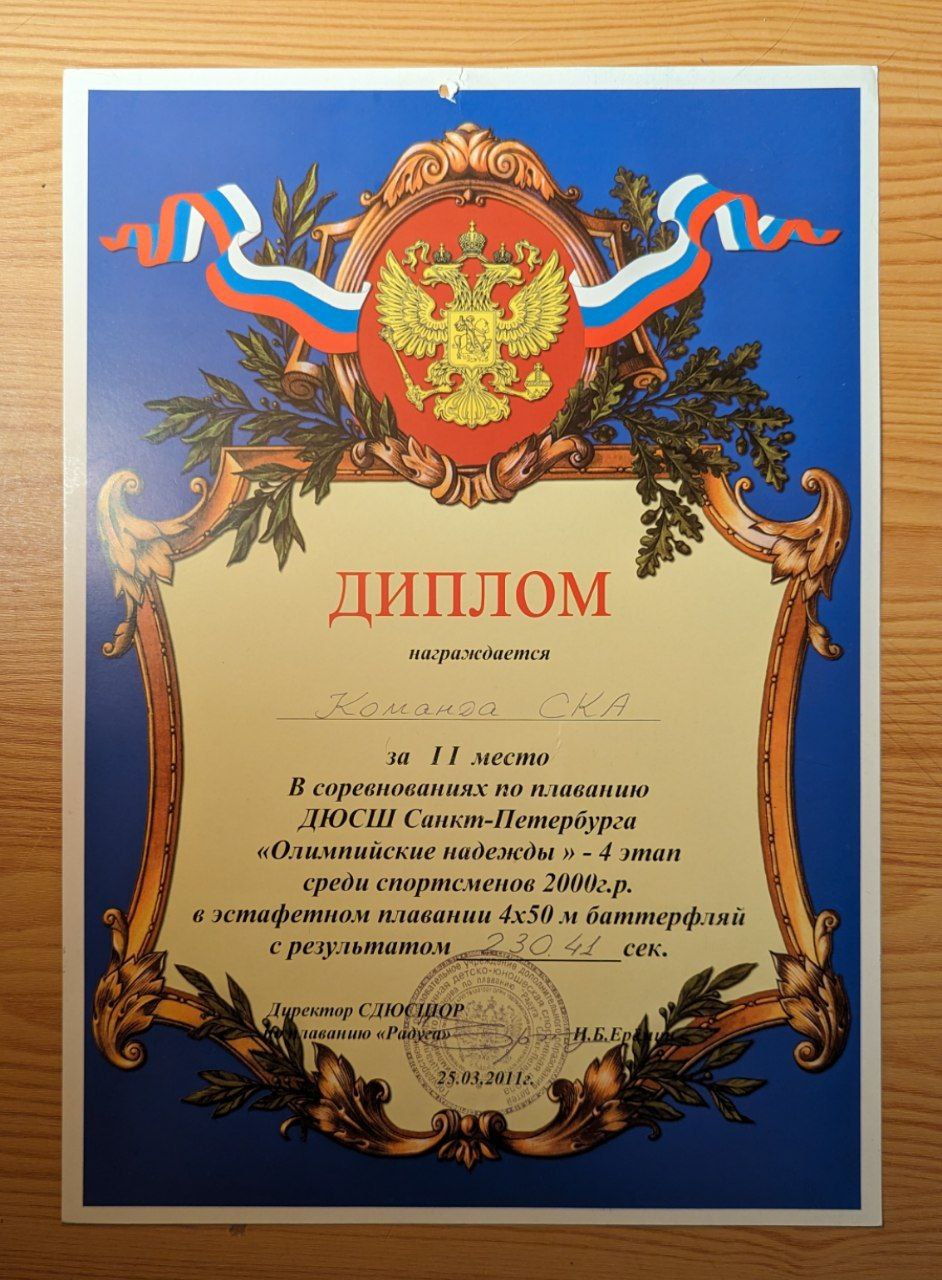 ДИПЛОМ
награждается
Команда СКА
за II место
В соревнованиях по плаванию
ДЮСШ Санкт-Петербурга
«Олимпийские надежды » - 4 этап
среди спортсменов 2000г.р.
в эстафетном плавании 4х50 м баттерфляй
с результатом 2 30. 41 сек.
Директор СДЮСШОР
по плаванию «Радуга» И.Б.
25.03.2011г.